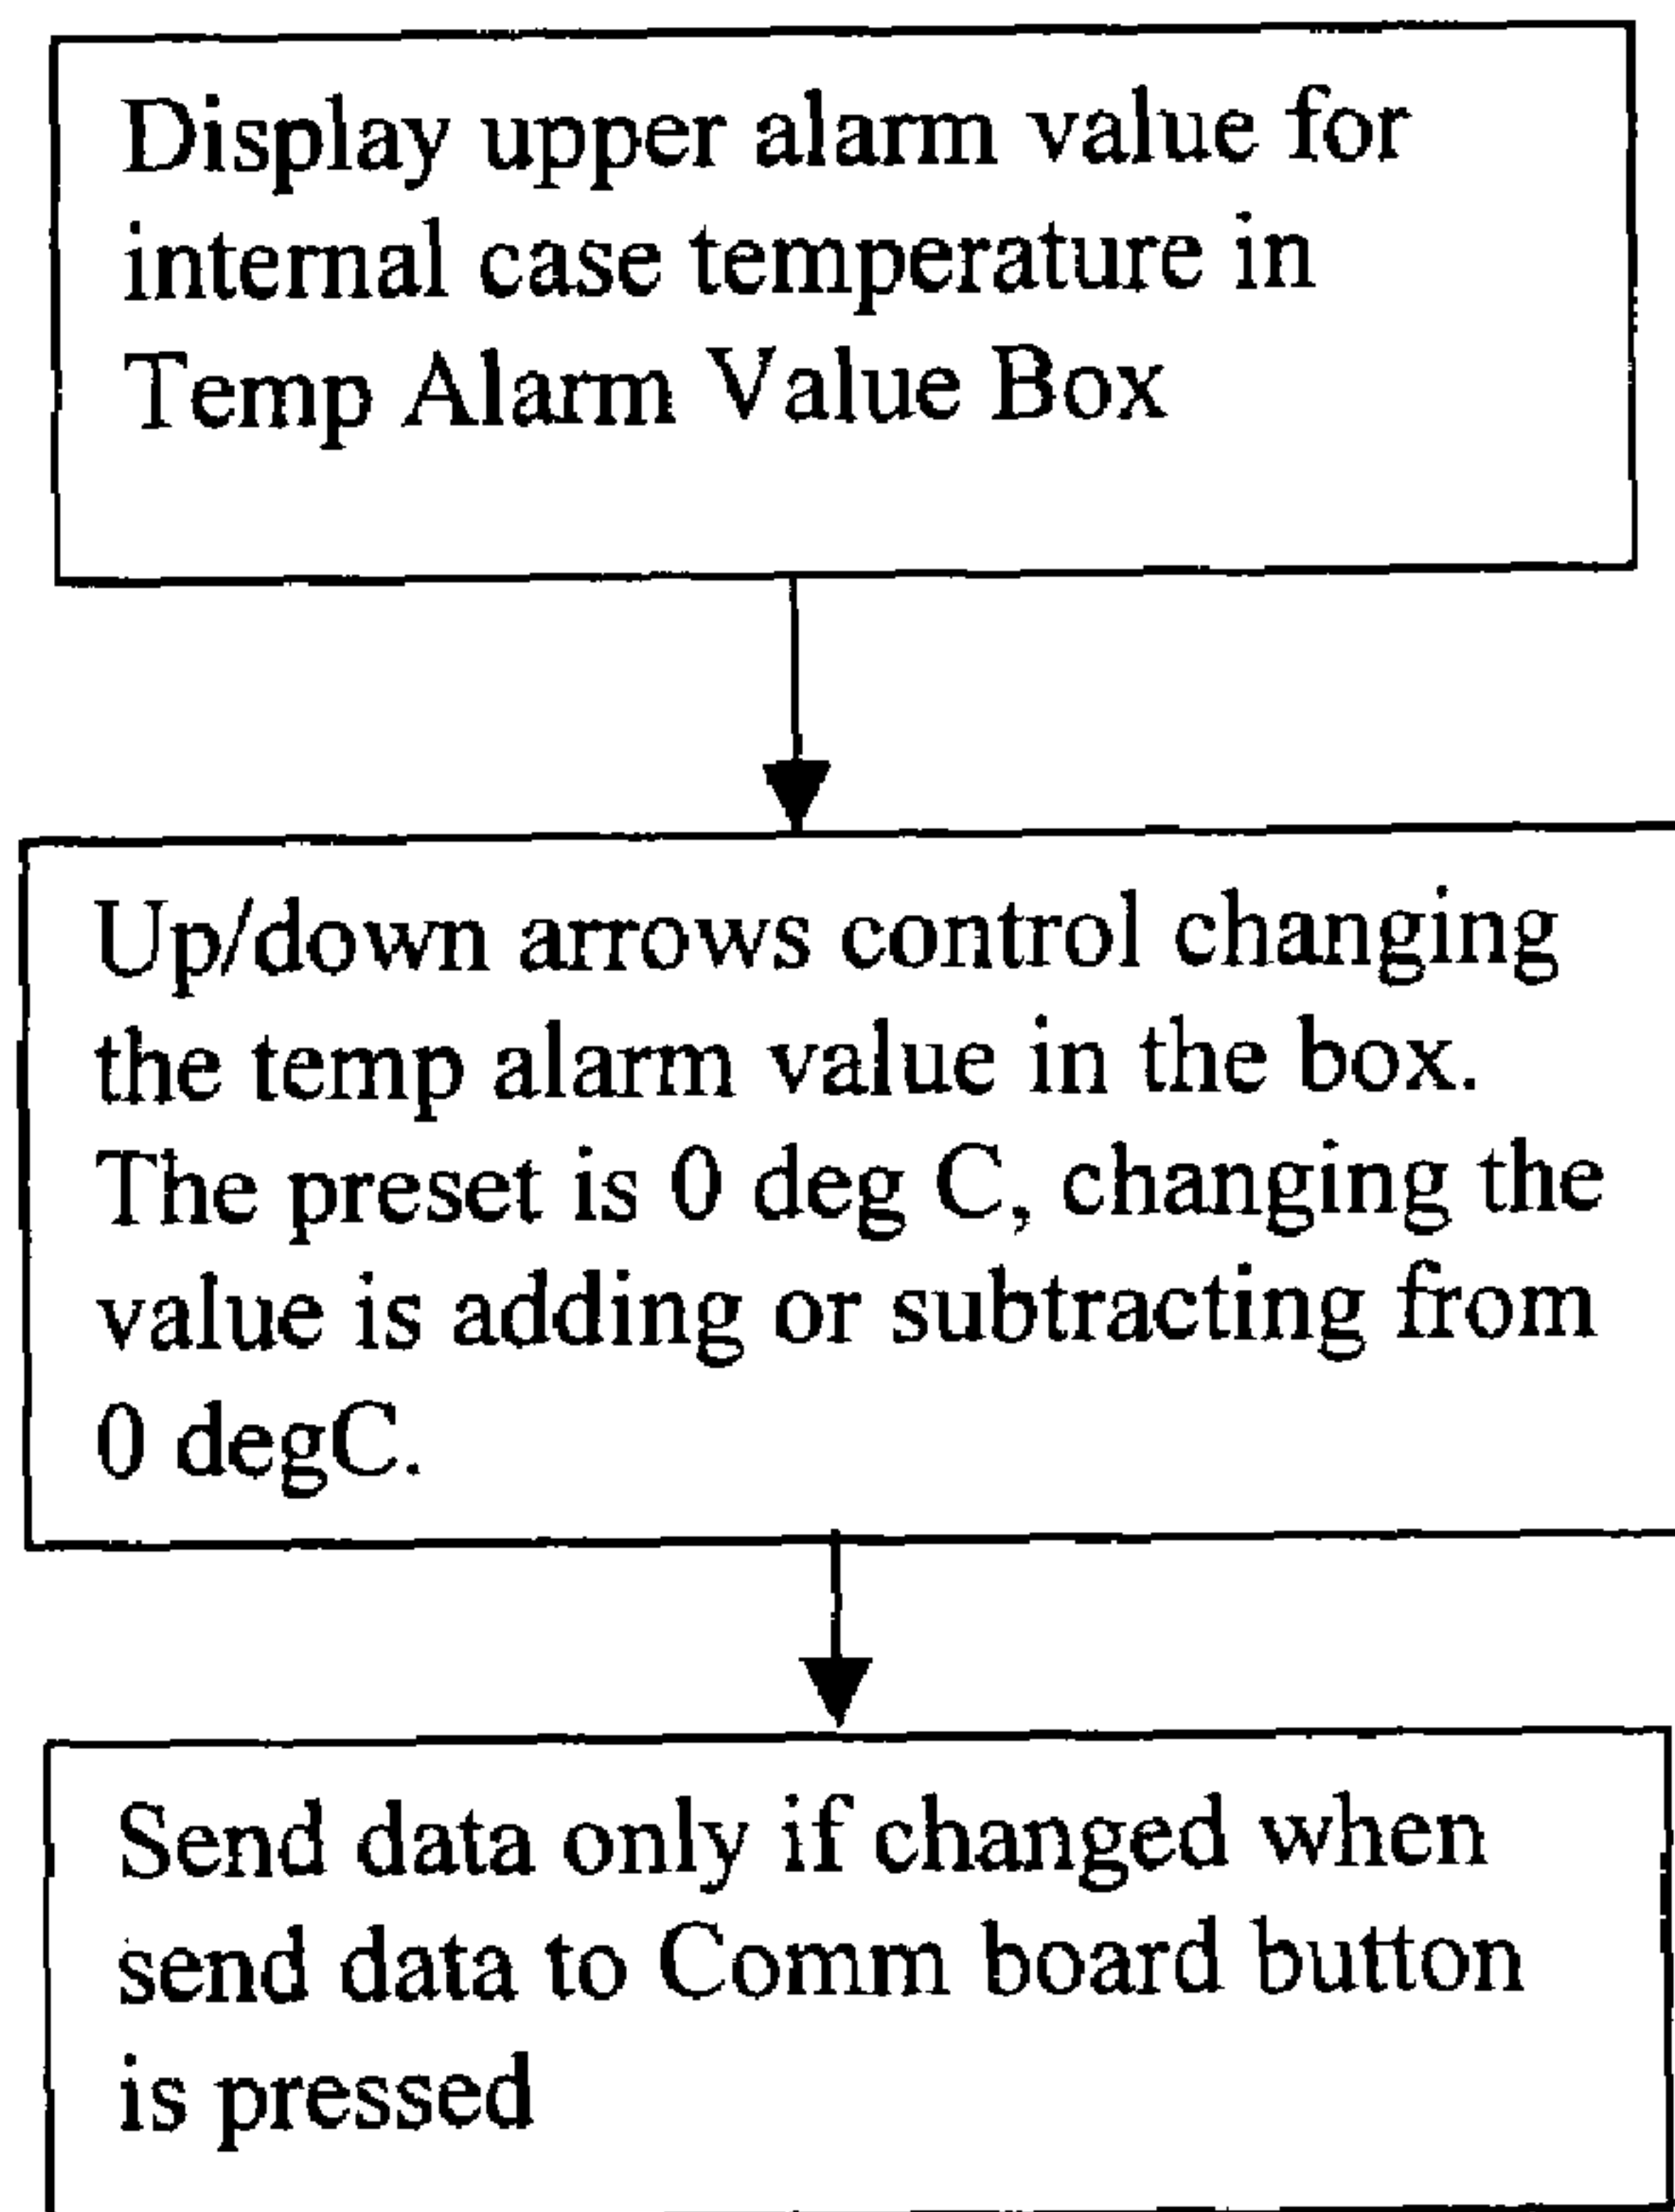 Display upper alarm value for
internal case temperature in
Temp Alarm Value Box
Up/down arrows control changing
the temp alarm value in the box.
The preset is 0 deg C, changing the
value is adding or subtracting from
0 degC.
Send data only if changed when
send data to Comm board button
is pressed